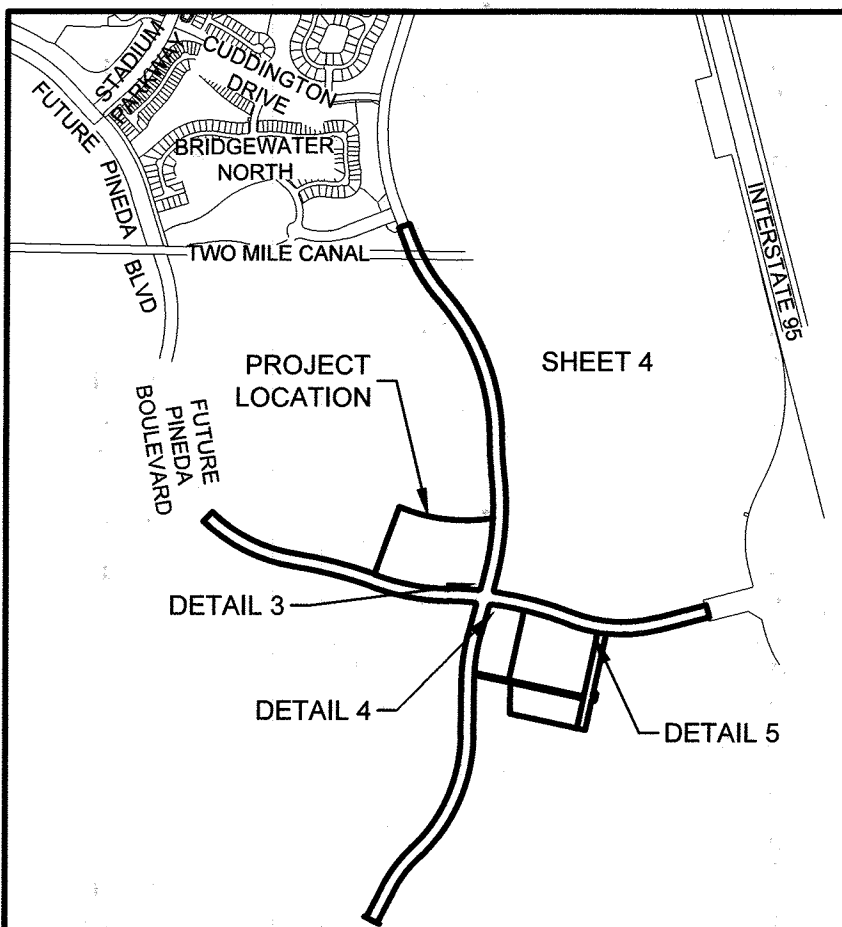 STADIUM
PARKWAY
CUDDINGTON
DRIVE
FUTURE PINEDA BLVD
BRIDGEWATER
NORTH
TWO MILE CANAL
INTERSTATE 95
PROJECT
LOCATION
SHEET 4
FUTURE
PINEDA
BOULEVARD
DETAIL 3
DETAIL 4
DETAIL 5